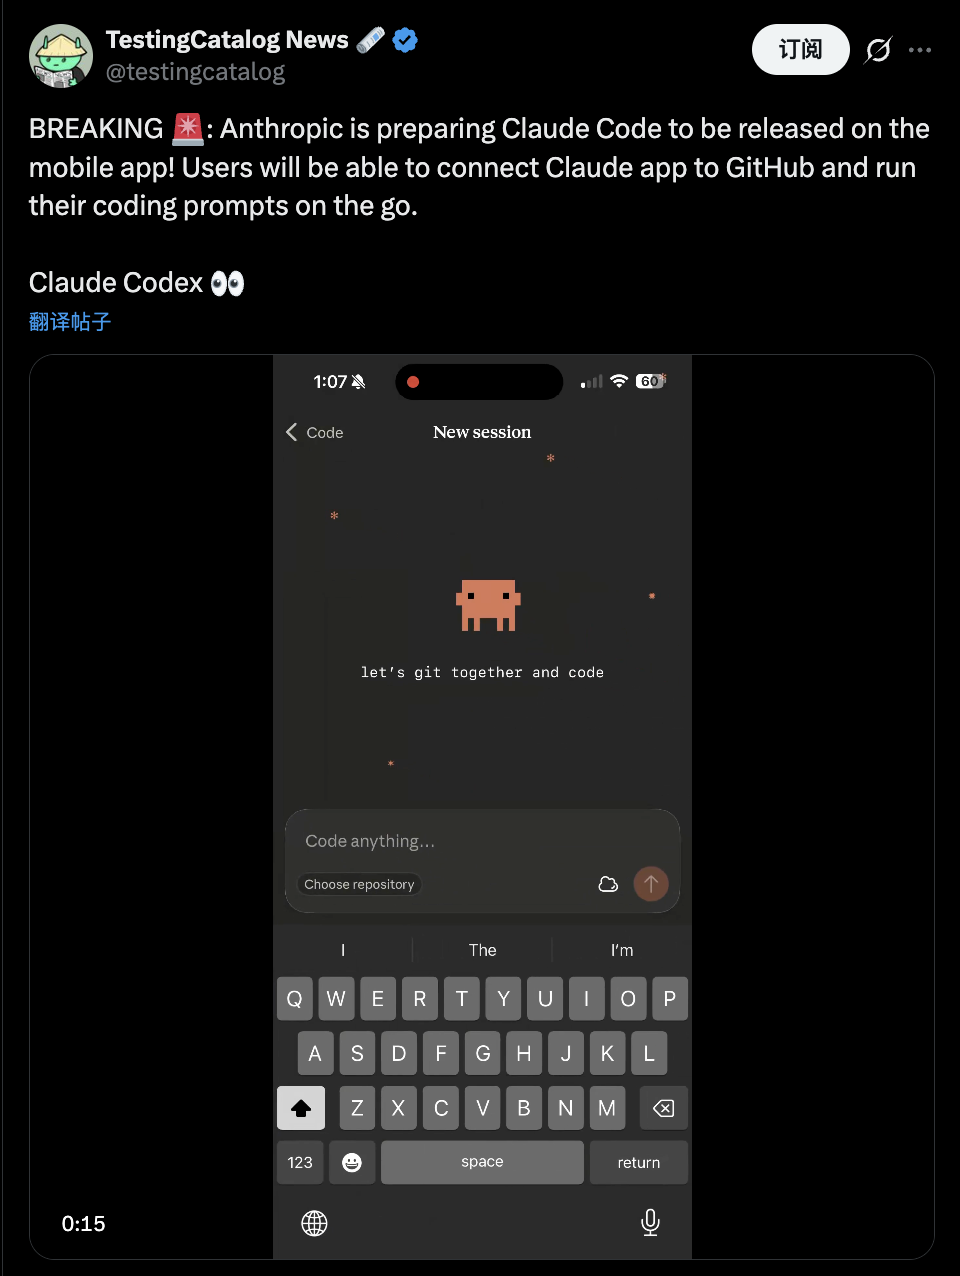 TestingCatalog News 🗞️
@testingcatalog
订阅
BREAKING 🚨: Anthropic is preparing Claude Code to be released on the
mobile app! Users will be able to connect Claude app to GitHub and run
their coding prompts on the go.
Claude Codex 👀
翻译帖子
1:07
60
Code
New session
let's git together and code
Code anything...
Choose repository
I The I'm
Q W E R T Y U I O P
A S D F G H J K L
Z X C V B N M
123 space return
0:15